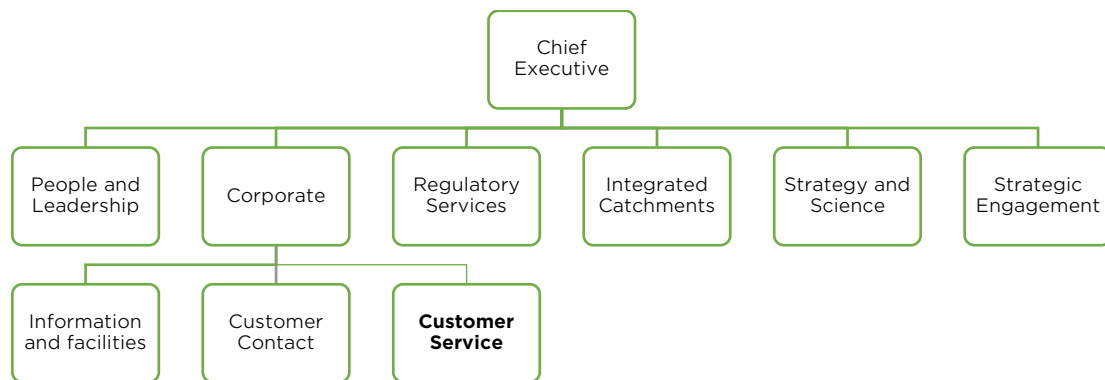 Chief
Executive
People and
Leadership
Corporate
Regulatory
Services
Integrated
Catchments
Strategy and
Science
Strategic
Engagement
Information
and facilities
Customer
Contact
Customer
Service